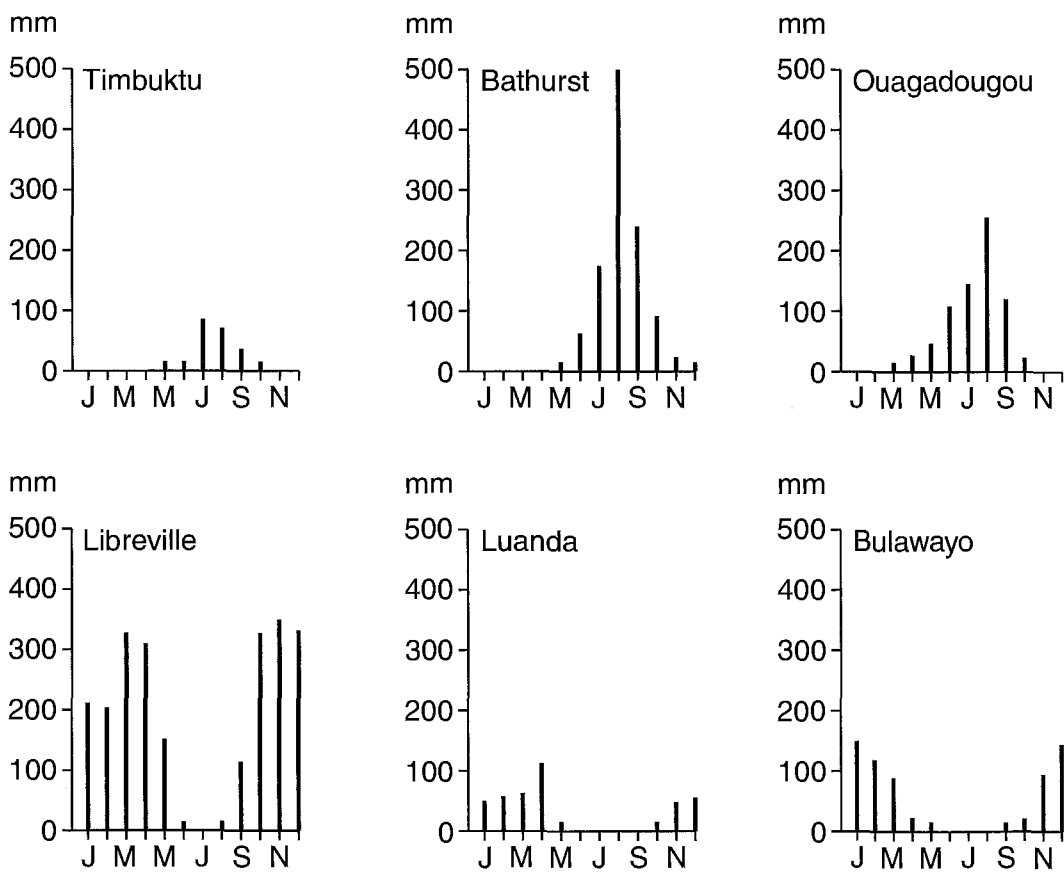 mm mm mm
500 Timbuktu 500 Bathurst 500 Ouagadougou
400 400 400
300 300 300
200 200 200
100 100 100
0 0 0
J M M J S N J M M J S N J M M J S N
mm mm mm
500 Libreville 500 Luanda 500 Bulawayo
400 400 400
300 300 300
200 200 200
100 100 100
0 0 0
J M M J S N J M M J S N J M M J S N